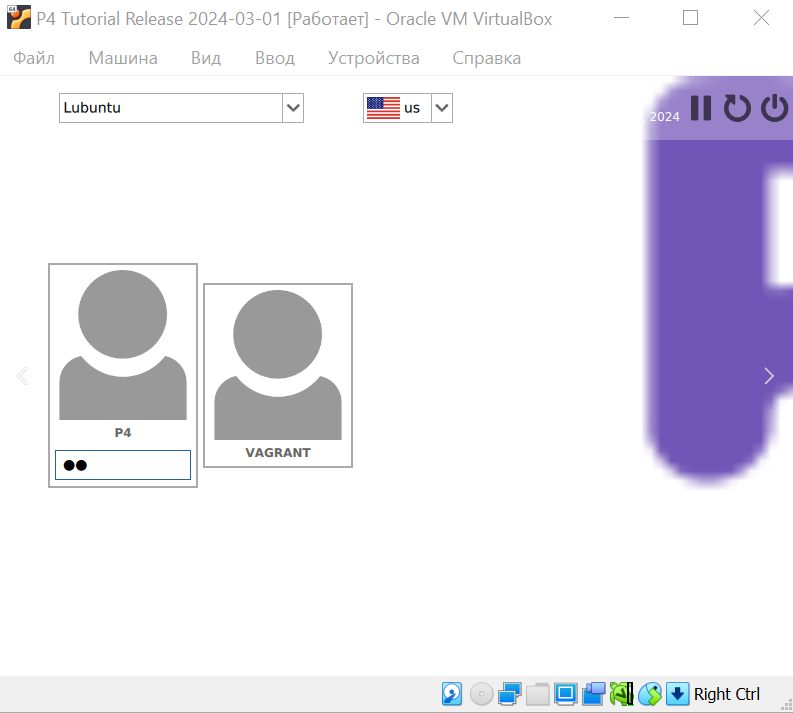 P4 Tutorial Release 2024-03-01 [Работает] - Oracle VM VirtualBox
Файл Машина Вид Ввод Устройства Справка
Lubuntu us 2024
P4
VAGRANT
Right Ctrl